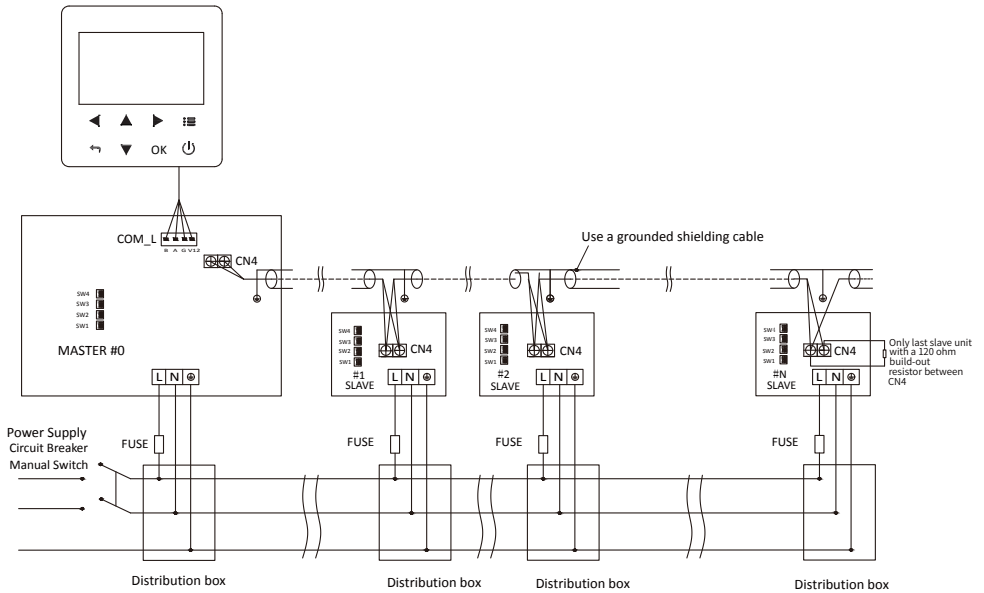 OK
COM_L
B A G V12
CN4
Use a grounded shielding cable
SW4
SW3
SW2
SW1
MASTER #0
L N
SW4
SW3
SW2
SW1
CN4
#1
SLAVE
L N
SW4
SW3
SW2
SW1
CN4
#2
SLAVE
L N
SW4
SW3
SW2
SW1
CN4
#N
SLAVE
L N
Only last slave unit
with a 120 ohm
build-out
resistor between
CN4
Power Supply
Circuit Breaker
Manual Switch
FUSE
FUSE
FUSE
FUSE
Distribution box
Distribution box
Distribution box
Distribution box